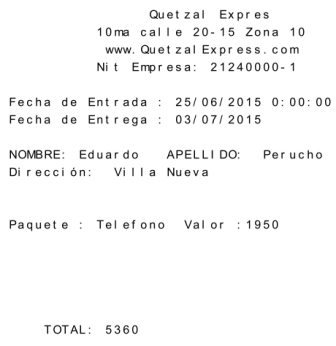 Quetzal Expres
10ma calle 20-15 Zona 10
www.QuetzalExpress.com
Nit Empresa: 21240000-1
Fecha de Entrada : 25/06/2015 0:00:00
Fecha de Entrega : 03/07/2015
NOMBRE: Eduardo APELLIDO: Perucho
Dirección: Villa Nueva
Paquete : Telefono Valor :1950
TOTAL: 5360